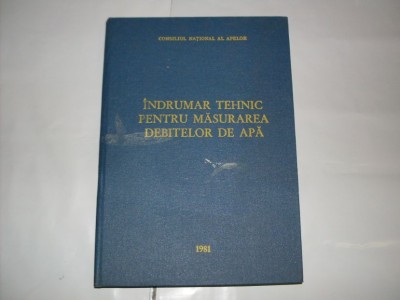 CONSILIUL NAȚIONAL AL APELOR
ÎNDRUMAR TEHNIC
PENTRU MĂSURAREA
DEBITELOR DE APĂ
1981